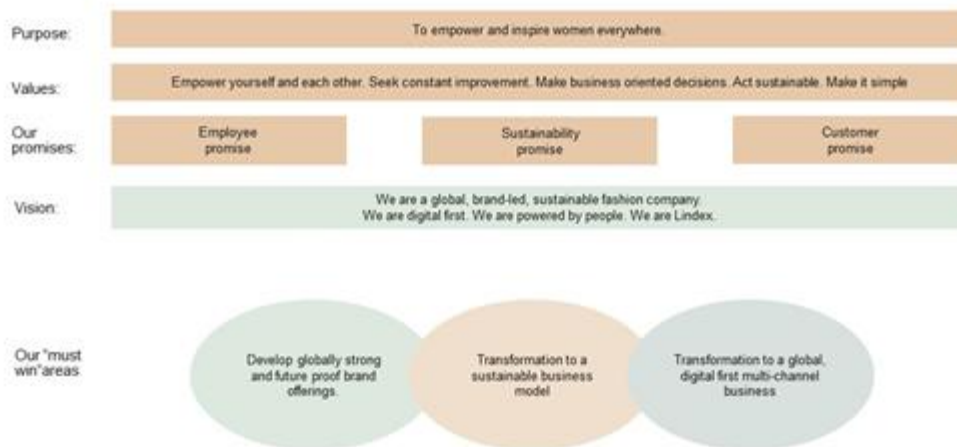 Purpose:
To empower and inspire women everywhere.
Values:
Empower yourself and each other. Seek constant improvement. Make business oriented decisions. Act sustainable. Make it simple
Our
promises:
Employee
promise
Sustainability
promise
Customer
promise
Vision:
We are a global, brand-led, sustainable fashion company.
We are digital first. We are powered by people. We are Lindex.
Our "must
win"areas
Develop globally strong
and future proof brand
offerings.
Transformation to a
sustainable business
model
Transformation to a global,
digital first multi-channel
business